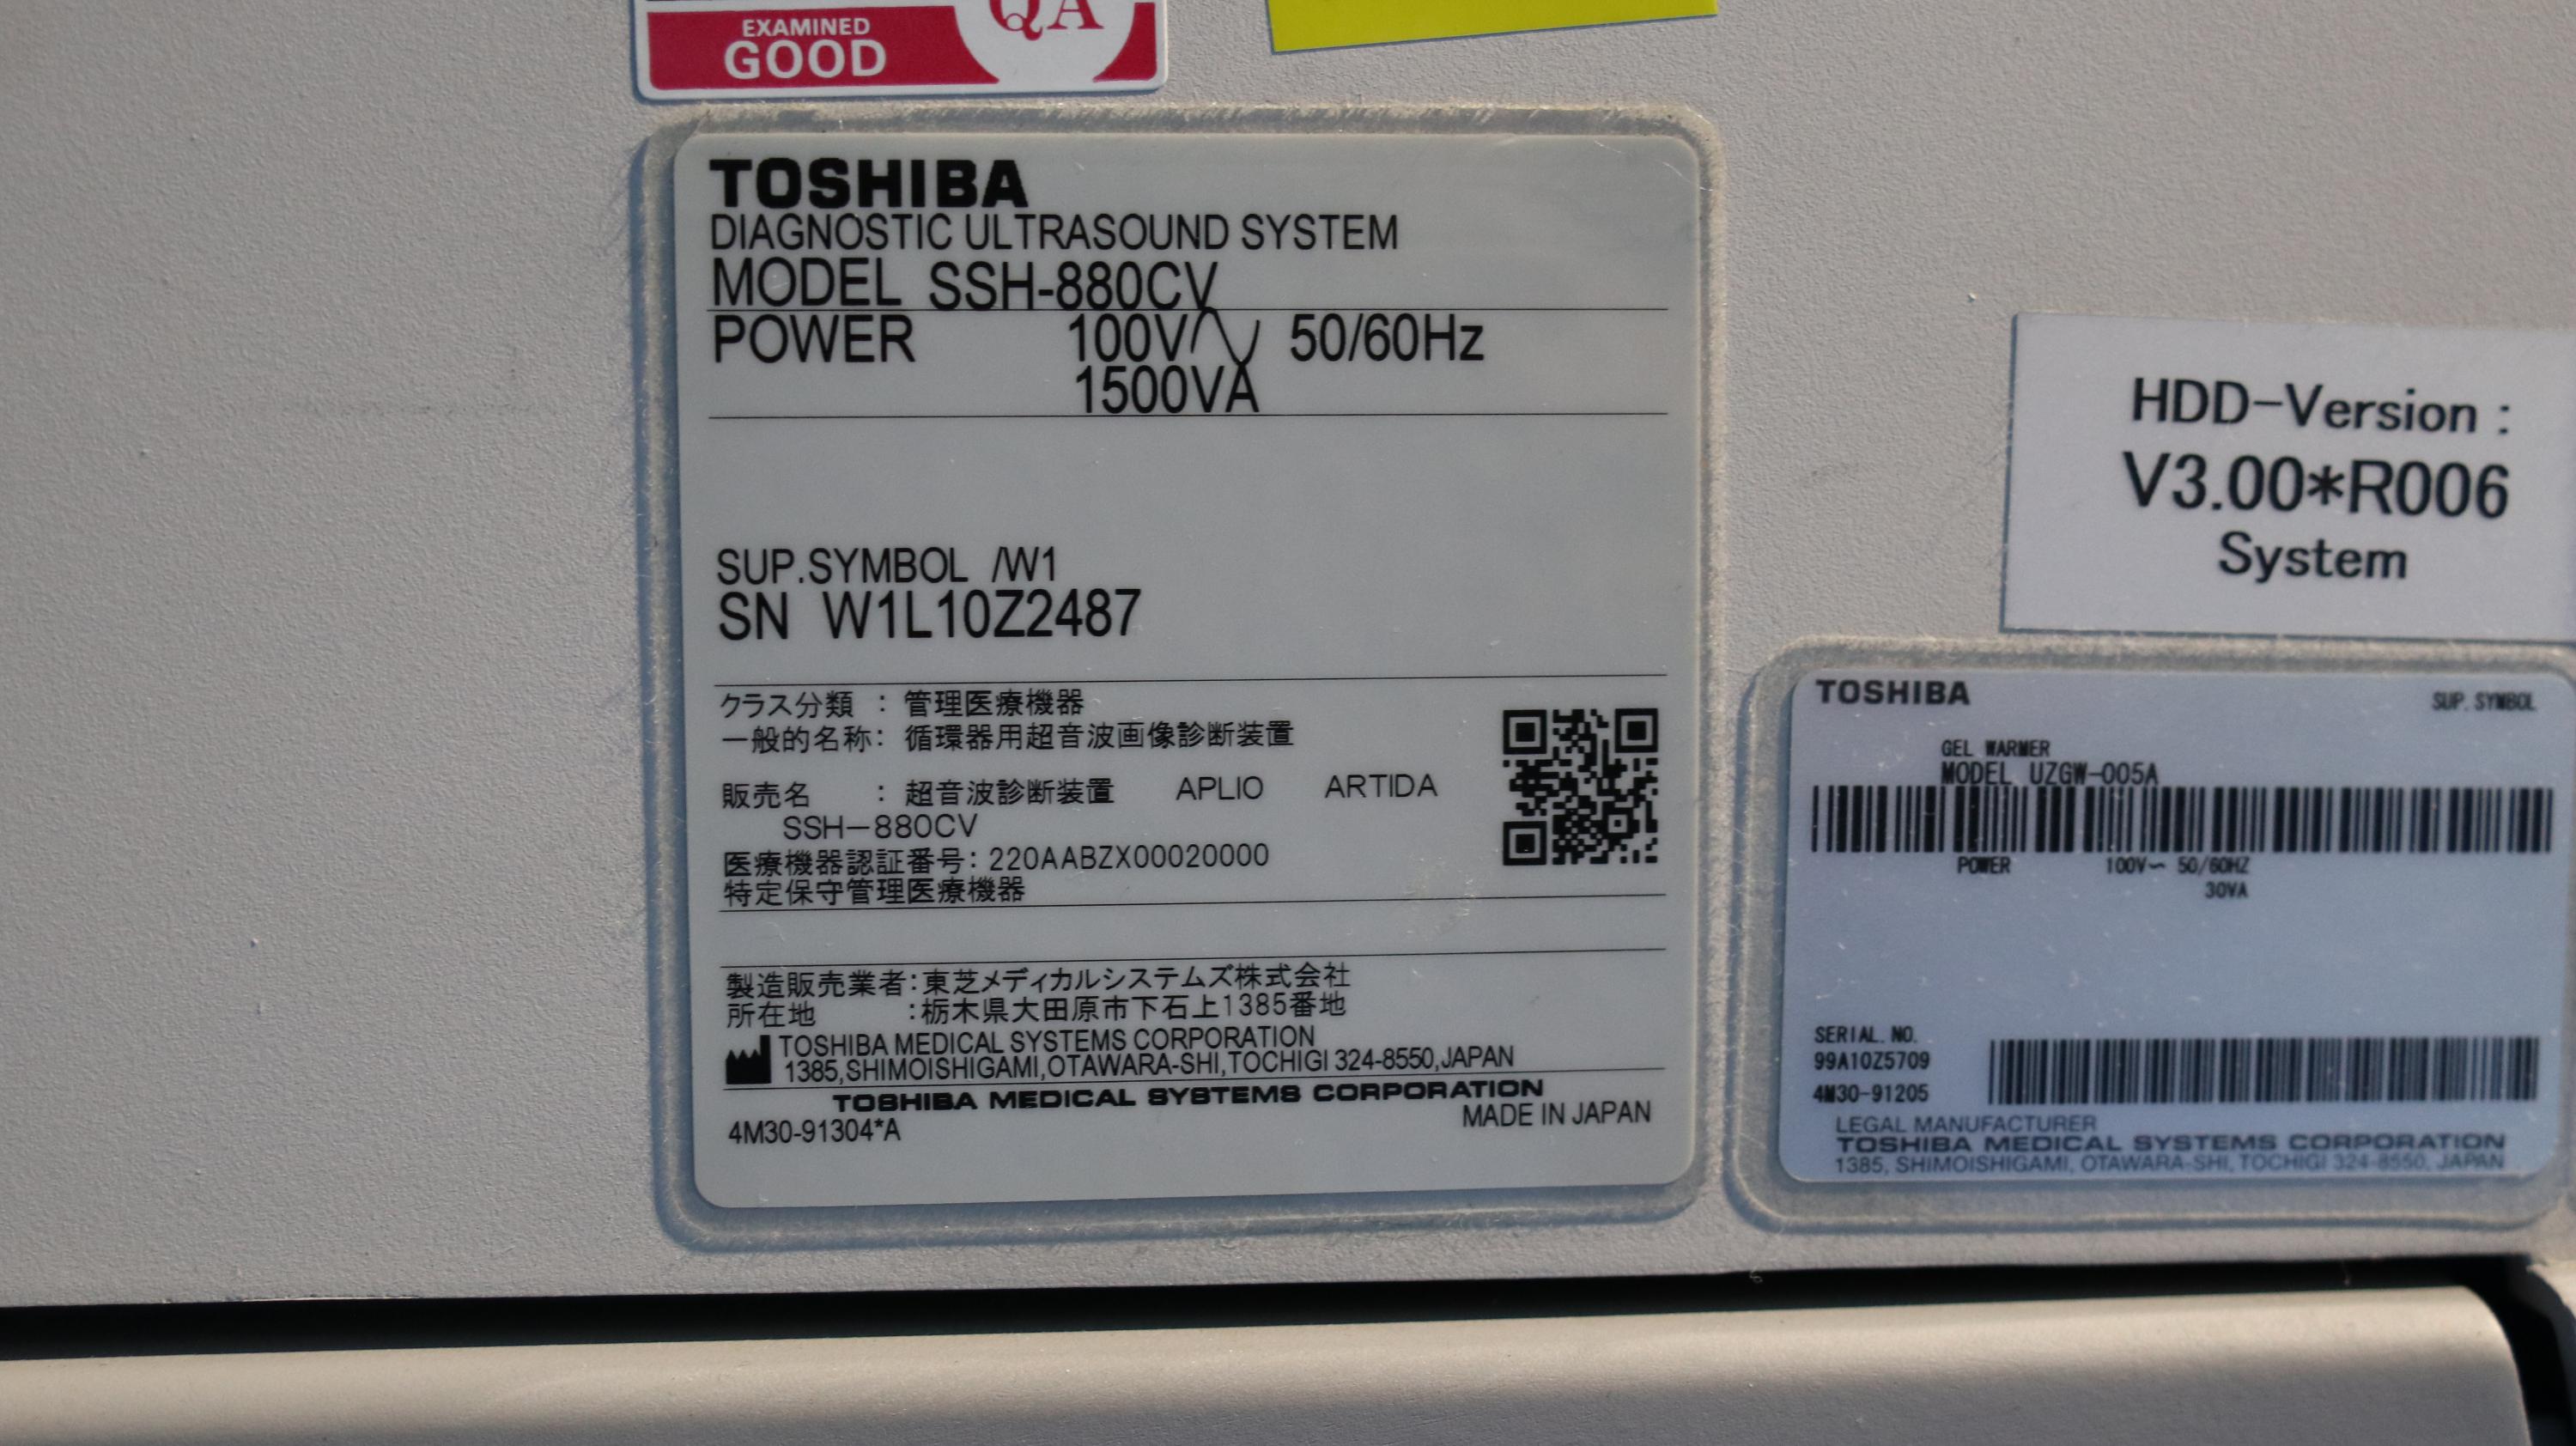 EXAMINED
GOOD
QA
TOSHIBA
DIAGNOSTIC ULTRASOUND SYSTEM
MODEL SSH-880CV
POWER 100V 50/60Hz
1500VA
SUP.SYMBOL /W1
SN W1L10Z2487
クラス分類 : 管理医療機器
一般的名称: 循環器用超音波画像診断装置
販売名 : 超音波診断装置 APLIO ARTIDA
SSH-880CV
医療機器認証番号: 220AABZX00020000
特定保守管理医療機器
製造販売業者:東芝メディカルシステムズ株式会社
所在地 :栃木県大田原市下石上1385番地
TOSHIBA MEDICAL SYSTEMS CORPORATION
1385,SHIMOISHIGAMI,OTAWARA-SHI,TOCHIGI 324-8550,JAPAN
TOSHIBA MEDICAL SYSTEMS CORPORATION
MADE IN JAPAN
4M30-91304*A
HDD-Version :
V3.00*R006
System
TOSHIBA
SUP. SYMBOL
GEL WARMER
MODEL UZGW-005A
POWER 100V~ 50/60HZ
30VA
SERIAL. NO.
99A10Z5709
4M30-91205
LEGAL MANUFACTURER
TOSHIBA MEDICAL SYSTEMS CORPORATION
1385, SHIMOISHIGAMI, OTAWARA-SHI, TOCHIGI 324-8550, JAPAN